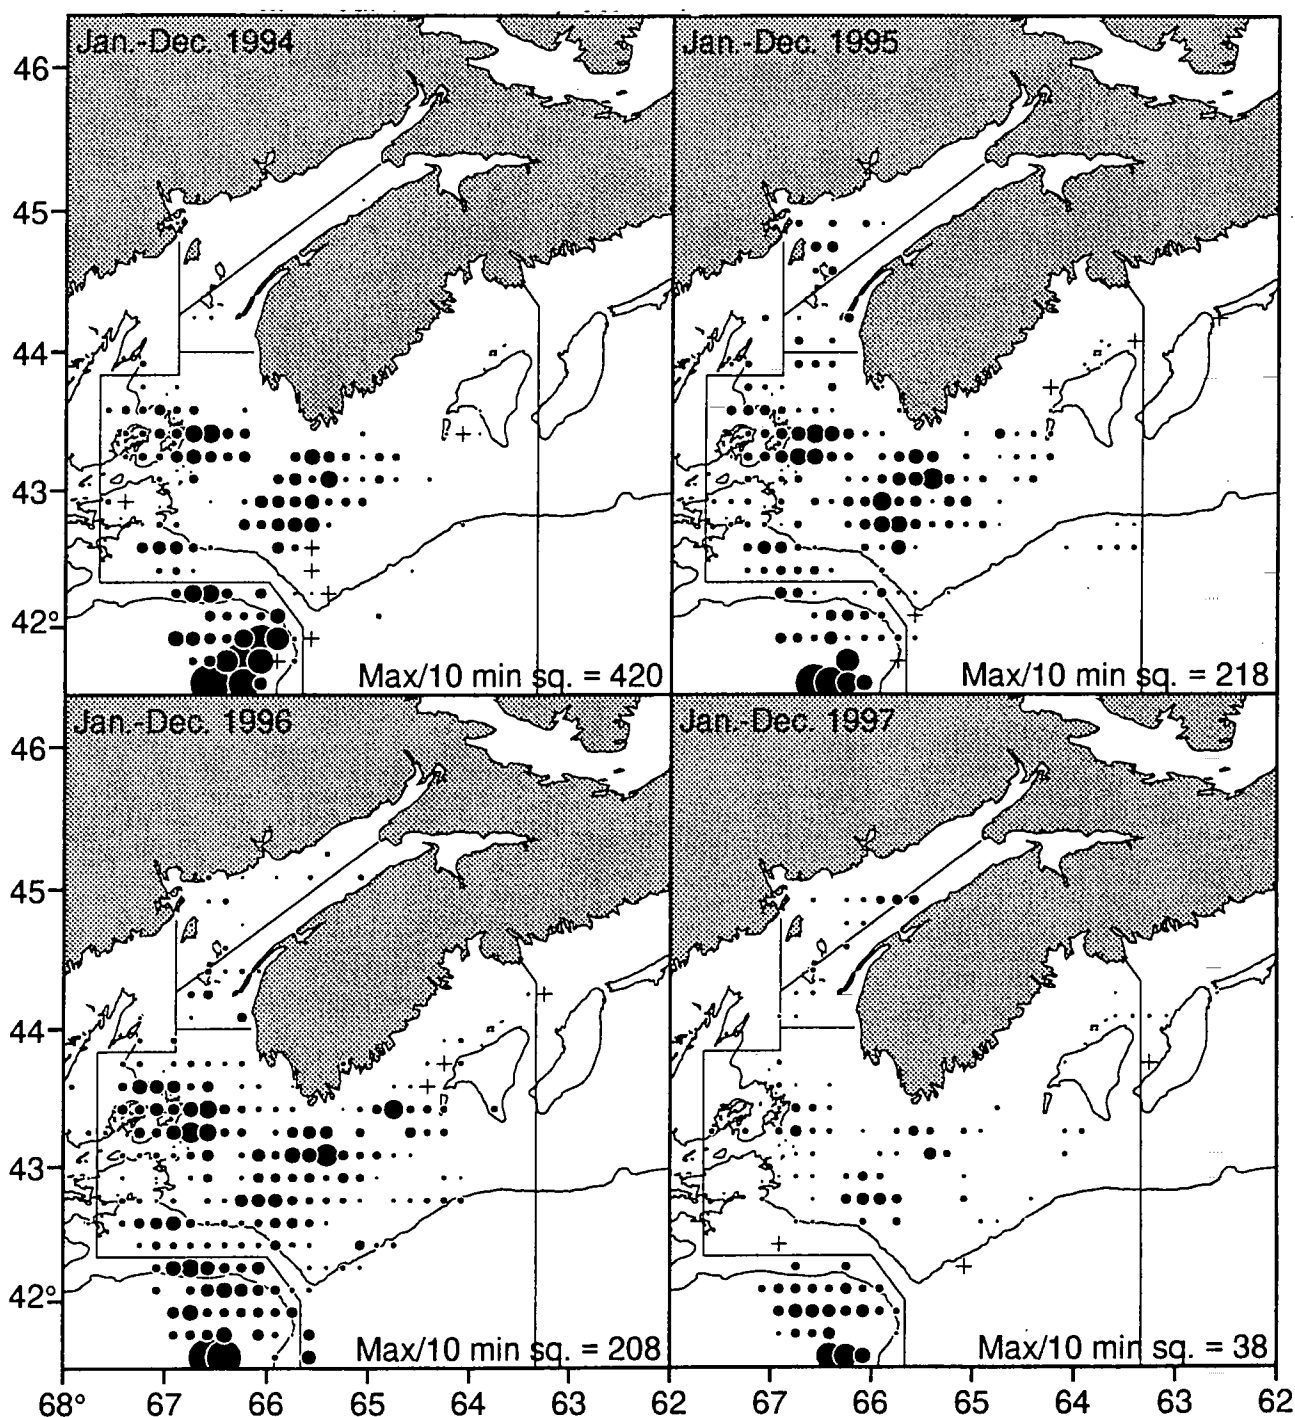 Jan.-Dec. 1994
Jan.-Dec. 1995
46
45
44
43
42°
Max/10 min sq. = 420
Max/10 min sq. = 218
Jan.-Dec. 1996
Jan.-Dec. 1997
46
45
44
43
42°
Max/10 min sq. = 208
Max/10 min sq. = 38
68° 67 66 65 64 63 62 67 66 65 64 63 62